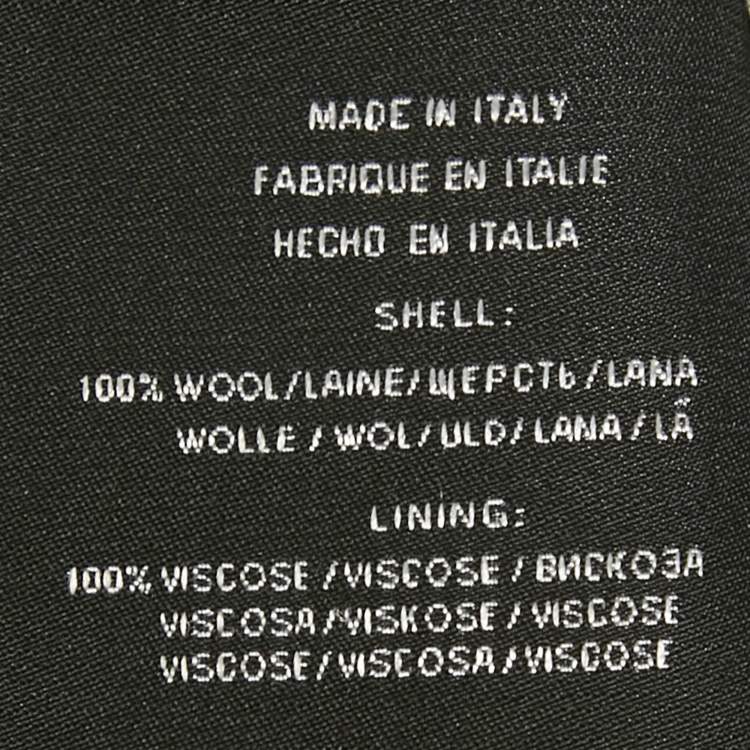 MADE IN ITALY
FABRIQUE EN ITALIE
HECHO EN ITALIA
SHELL:
100% WOOL/LAINE/ШЕРСТЬ/LANA
WOLLE / WOL/ ULD/ LANA / LÃ
LINING:
100% VISCOSE / VISCOSE / ВИСКОЗА
VISCOSA / VISKOSE / VISCOSE
VISCOSE / VISCOSA / VISCOSE